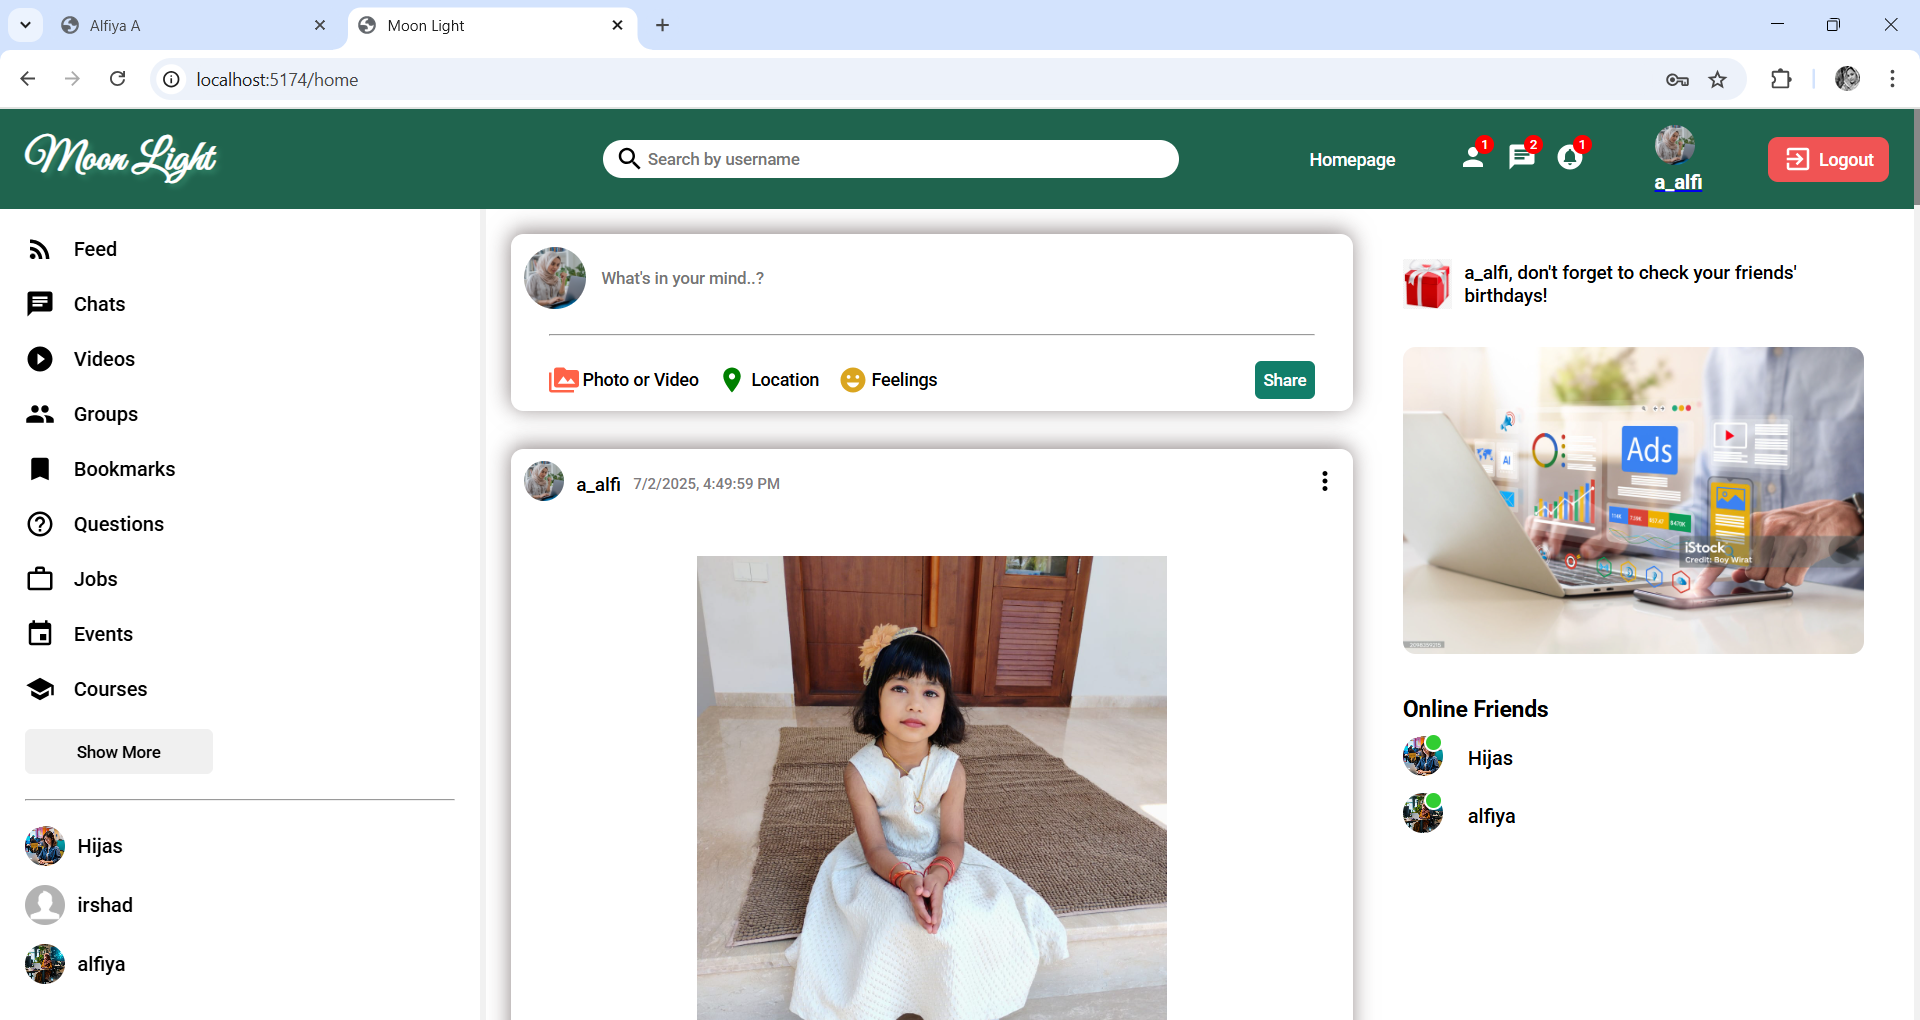 Alfiya A
Moon Light
localhost:5174/home
Moon Light
Search by username
Homepage
1
2
1
a_alfi
Logout
Feed
Chats
Videos
Groups
Bookmarks
Questions
Jobs
Events
Courses
Show More
Hijas
irshad
alfiya
What's in your mind..?
Photo or Video
Location
Feelings
Share
a_alfi
7/2/2025, 4:49:59 PM
a_alfi, don't forget to check your friends'
birthdays!
Ads
AI
iStock
Credit: Boy Wirat
Online Friends
Hijas
alfiya